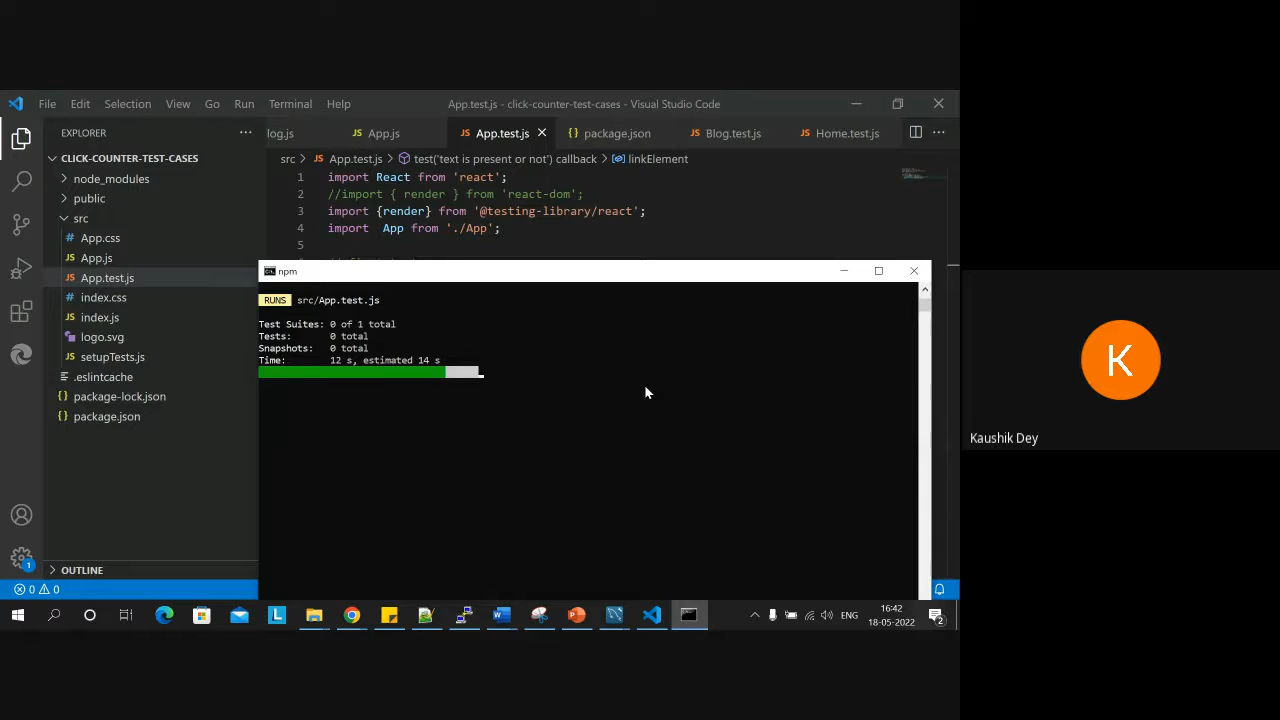 File Edit Selection View Go Run Terminal Help App.test.js - click-counter-test-cases - Visual Studio Code
EXPLORER
log.js App.js App.test.js package.json Blog.test.js Home.test.js
src > App.test.js > test('text is present or not') callback > linkElement
CLICK-COUNTER-TEST-CASES
node_modules
public
src
App.css
App.js
App.test.js
index.css
index.js
logo.svg
setupTests.js
.eslintcache
package-lock.json
package.json
OUTLINE
1 import React from 'react';
2 //import { render } from 'react-dom';
3 import {render} from '@testing-library/react';
4 import App from './App';
5
npm
RUNS src/App.test.js
Test Suites: 0 of 1 total
Tests: 0 total
Snapshots: 0 total
Time: 12 s, estimated 14 s
1
0 0
L
ENG
16:42
18-05-2022
2
K
Kaushik Dey